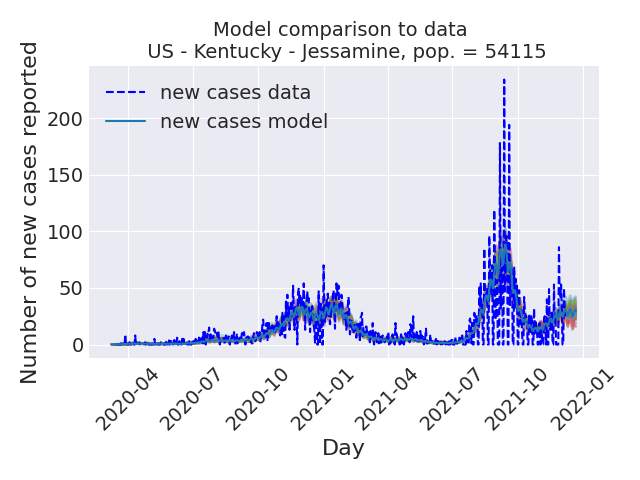 Model comparison to data
US - Kentucky - Jessamine, pop. = 54115
Number of new cases reported
new cases data
new cases model
200
150
100
50
0
2020-04
2020-07
2020-10
2021-01
2021-04
2021-07
2021-10
2022-01
Day